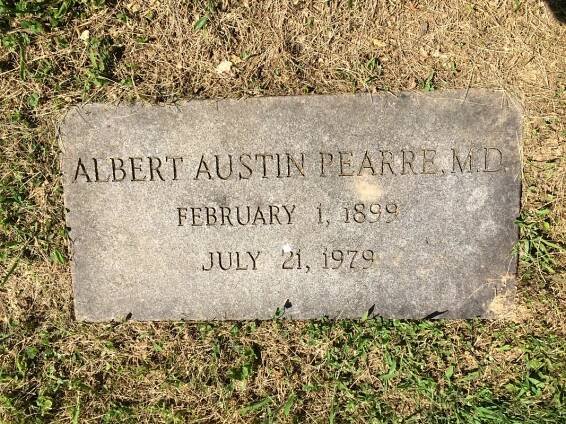 ALBERT AUSTIN PEARRE, M.D.
FEBRUARY 1, 1899
JULY 21, 1979